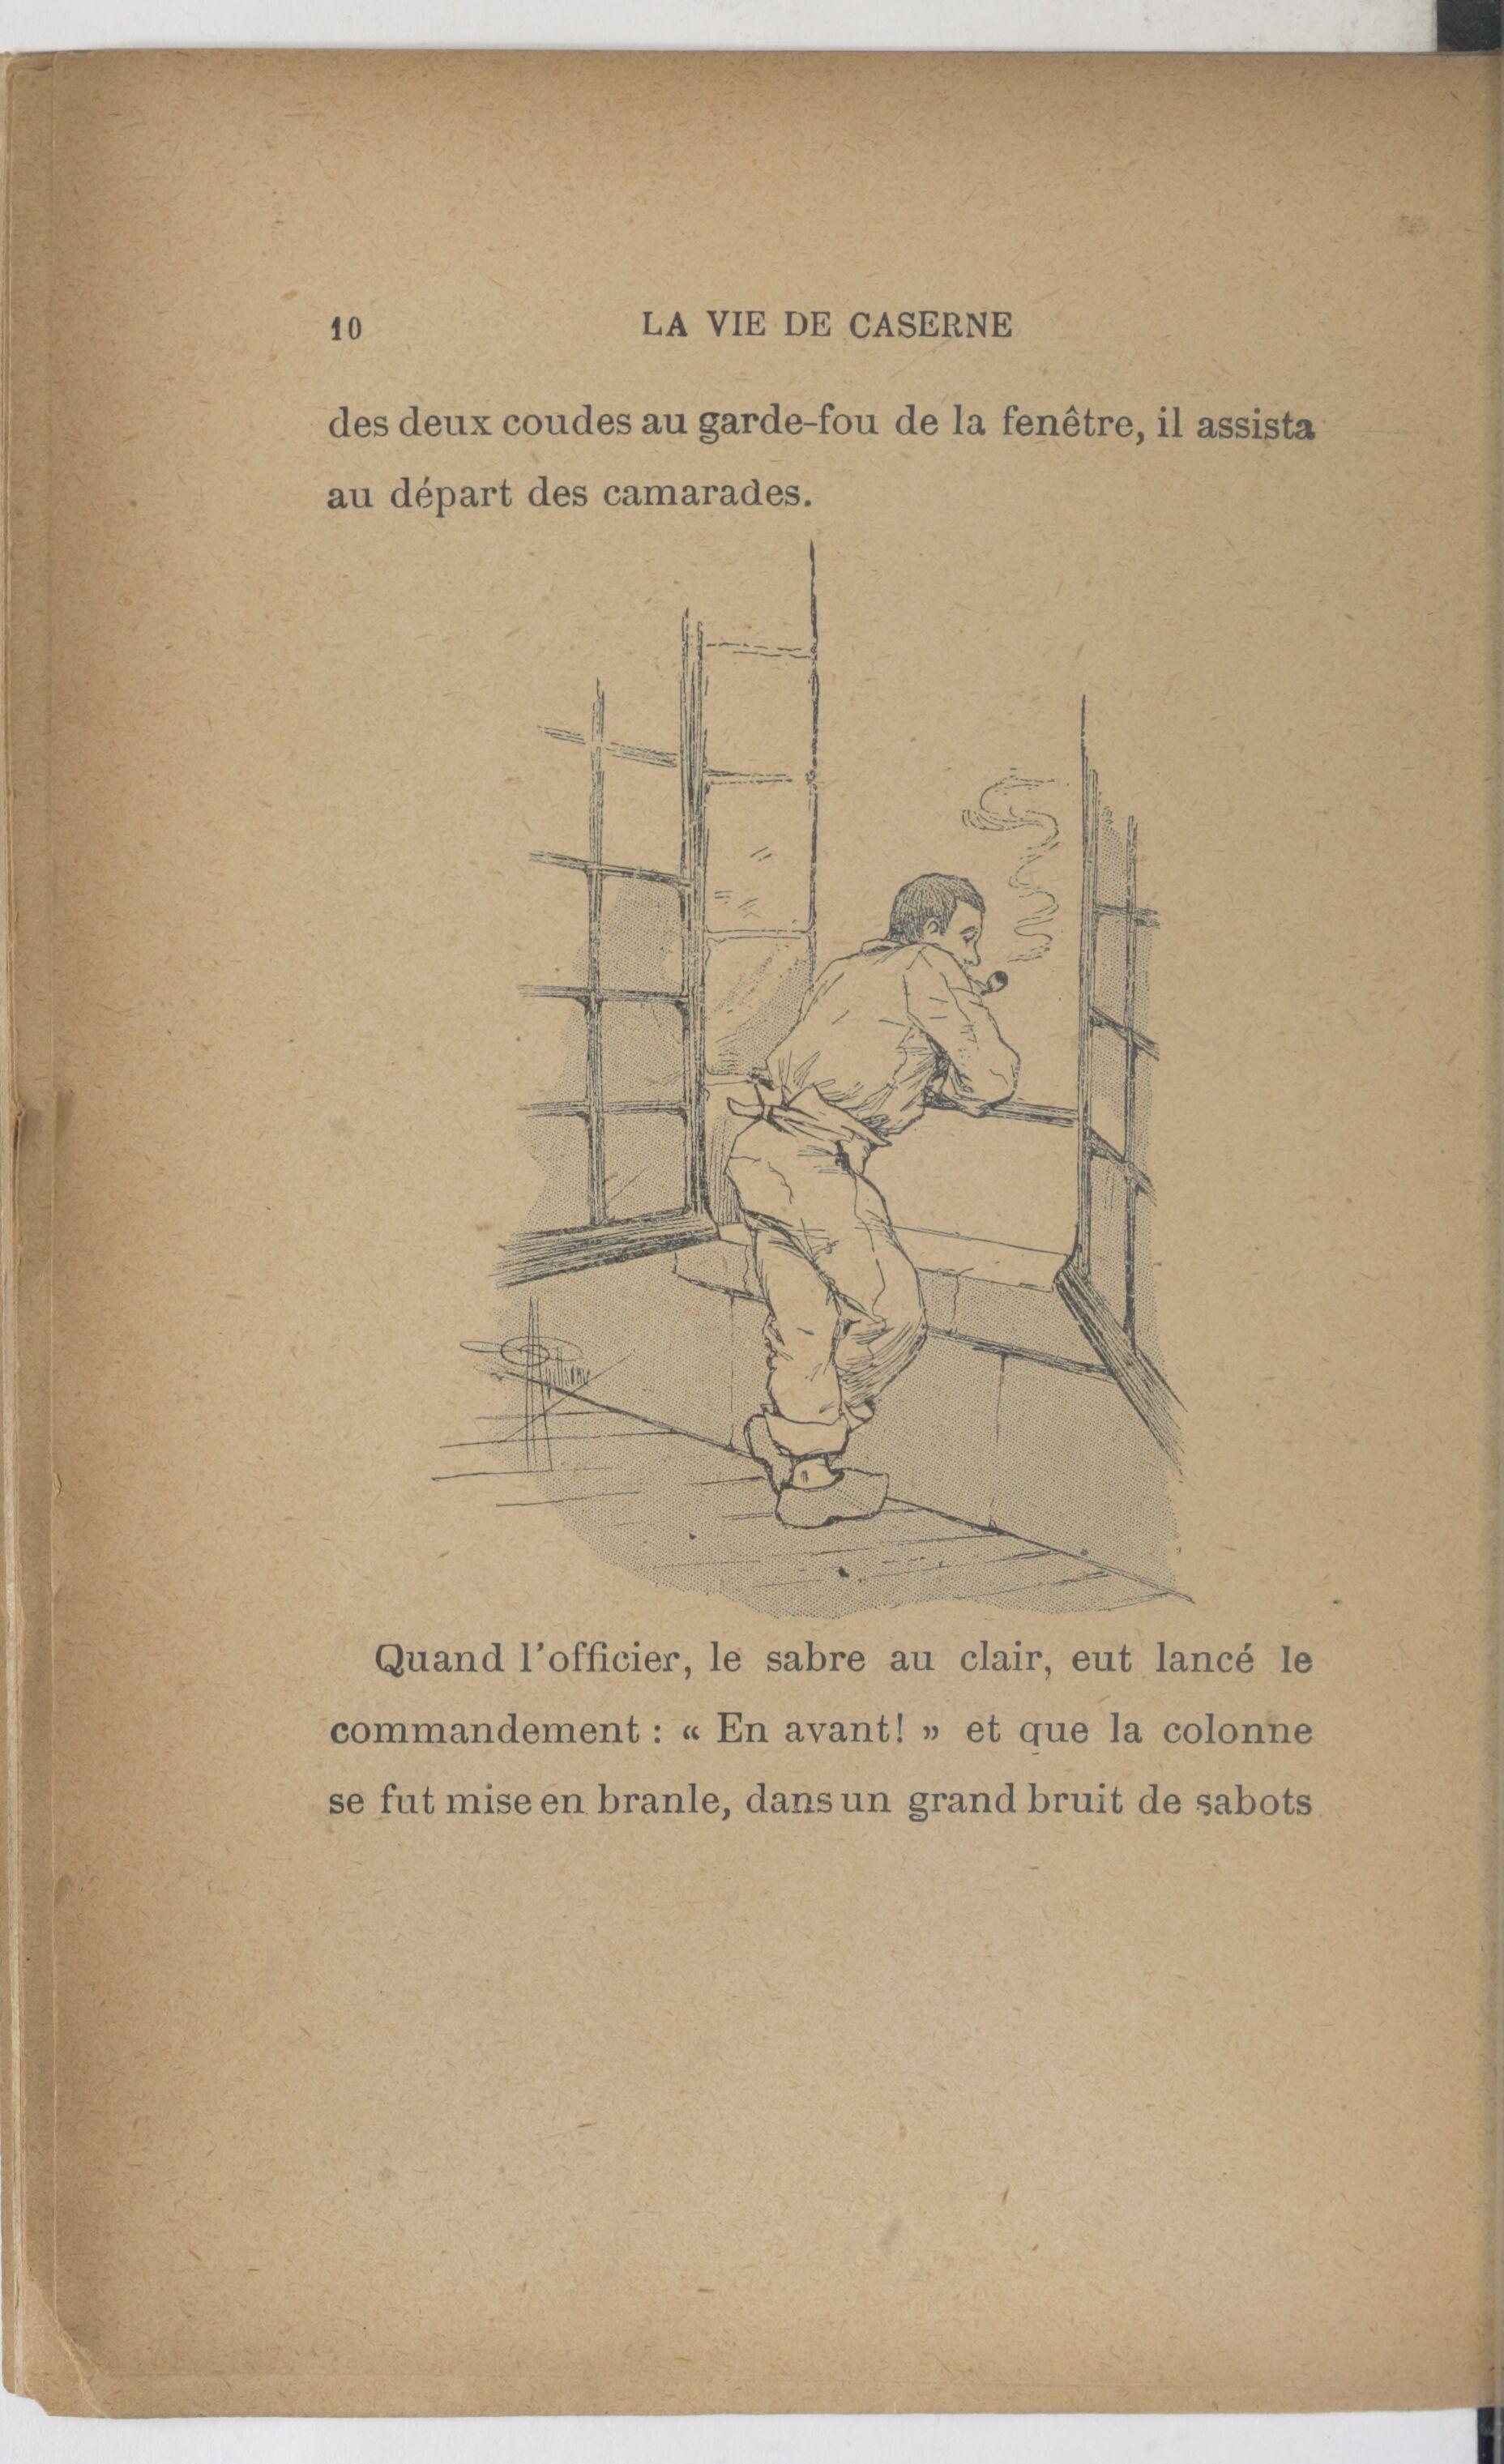 10
LA VIE DE CASERNE
des deux coudes au garde-fou de la fenêtre, il assista
au départ des camarades.
Quand l'officier, le sabre au clair, eut lancé le
commandement : « En avant! » et que la colonne
se fut mise en branle, dans un grand bruit de sabots